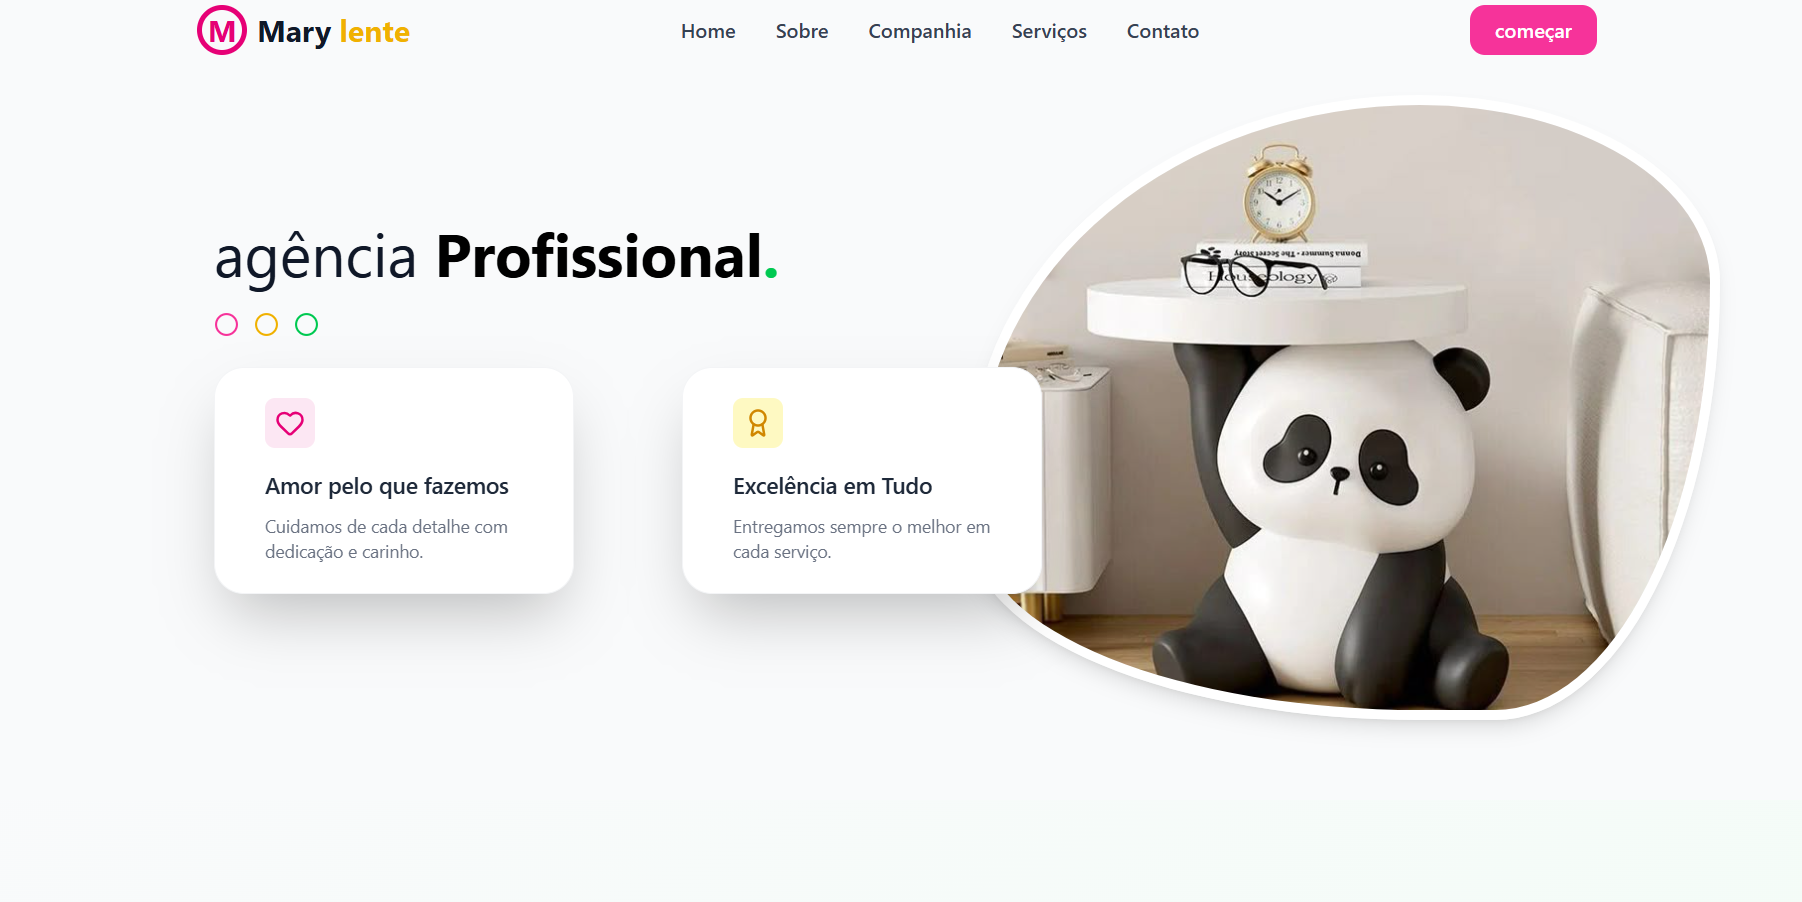 M Mary lente
Home Sobre Companhia Serviços Contato
começar
agência Profissional.
Donna Summer - The Secret Story
Houseology
Amor pelo que fazemos
Cuidamos de cada detalhe com
dedicação e carinho.
Excelência em Tudo
Entregamos sempre o melhor em
cada serviço.